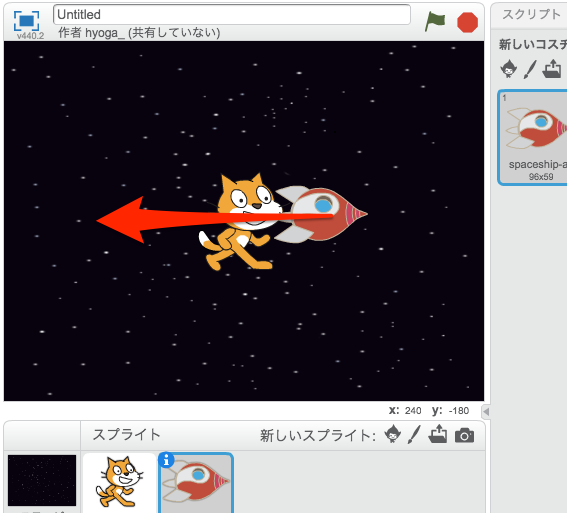 Untitled
v440.2
作者 hyoga_ (共有していない)
スクリプト
新しいコスチ
1
spaceship-a
96x59
x: 240 y: -180
スプライト
新しいスプライト: